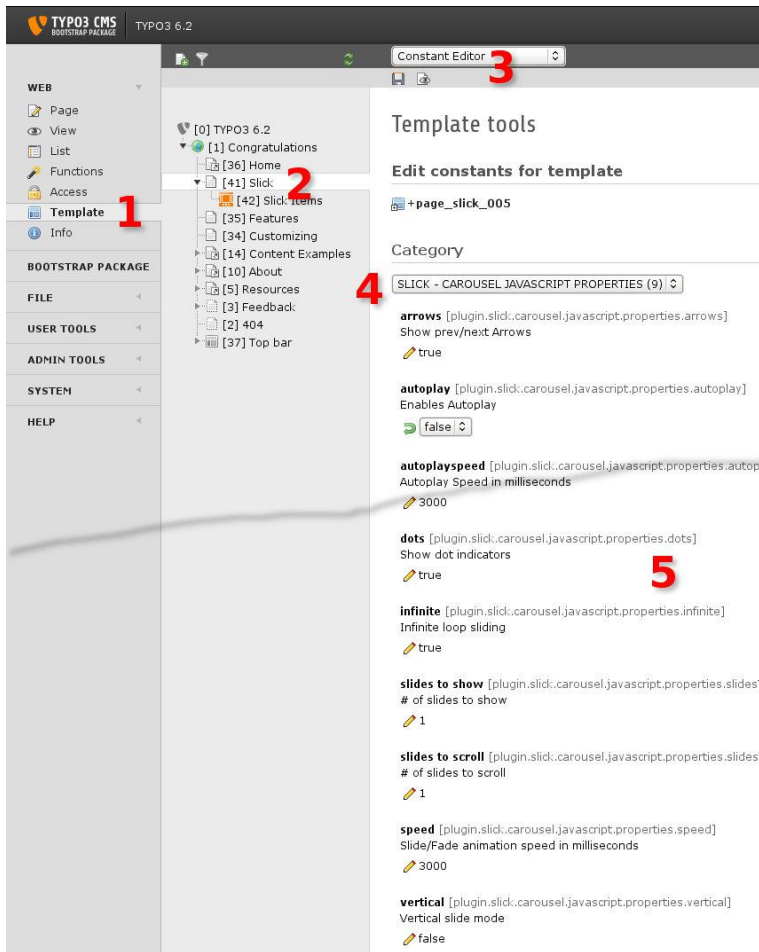 TYPO3 CMS
BOOTSTRAP PACKAGE
TYPO3 6.2
WEB
Page
View
List
Functions
Access
Template
1
Info
BOOTSTRAP PACKAGE
FILE
USER TOOLS
ADMIN TOOLS
SYSTEM
HELP
[0] TYPO3 6.2
[1] Congratulations
[36] Home
[41] Slick
2
[42] Slick Items
[35] Features
[34] Customizing
[14] Content Examples
[10] About
[5] Resources
[3] Feedback
[2] 404
[37] Top bar
Constant Editor
3
Template tools
Edit constants for template
+page_slick_005
Category
4
SLICK - CAROUSEL JAVASCRIPT PROPERTIES (9)
arrows [plugin.slick.carousel.javascript.properties.arrows]
Show prev/next Arrows
true
autoplay [plugin.slick.carousel.javascript.properties.autoplay]
Enables Autoplay
false
autoplayspeed [plugin.slick.carousel.javascript.properties.autop
Autoplay Speed in milliseconds
3000
dots [plugin.slick.carousel.javascript.properties.dots]
Show dot indicators
5
true
infinite [plugin.slick.carousel.javascript.properties.infinite]
Infinite loop sliding
true
slides to show [plugin.slick.carousel.javascript.properties.slides
# of slides to show
1
slides to scroll [plugin.slick.carousel.javascript.properties.slides
# of slides to scroll
1
speed [plugin.slick.carousel.javascript.properties.speed]
Slide/Fade animation speed in milliseconds
3000
vertical [plugin.slick.carousel.javascript.properties.vertical]
Vertical slide mode
false